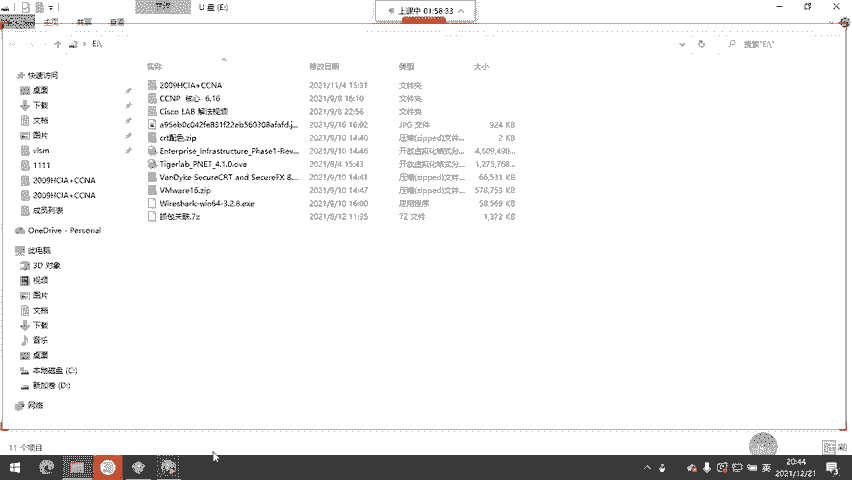 U 盘 (E:)
上课中 01:58:33
主页 共享 查看
E:\
搜索"E:\"
名称 修改日期 类型 大小
2009HCIA+CCNA 2021/11/4 15:31 文件夹
CCNP 核心 6.16 2021/9/8 16:10 文件夹
Cisco LAB 解法视频 2021/9/8 22:56 文件夹
2021/9/16 16:02 JPG 文件 924 KB
crt配色.zip 2021/9/10 14:40 压缩(zipped)文件... 2 KB
Enterprise_Infrastructure_Phase1-Rev... 2021/9/10 14:46 开放虚拟化格式分... 4,609,490...
Tigerlab_PNET_4.1.0.ova 2021/8/4 15:43 开放虚拟化格式分... 1,275,768...
VanDyke SecureCRT and SecureFX 8.... 2021/9/10 14:41 压缩(zipped)文件... 66,531 KB
VMware16.zip 2021/9/10 14:47 压缩(zipped)文件... 578,753 KB
Wireshark-win64-3.2.8.exe 2021/9/10 16:00 应用程序 58,569 KB
抓包关联.7z 2021/8/12 11:35 7Z 文件 1,372 KB
快速访问
桌面
下载
文档
图片
vlsm
1111
2009HCIA+CCNA
2009HCIA+CCNA
成员列表
OneDrive - Personal
此电脑
3D 对象
视频
图片
文档
下载
音乐
桌面
本地磁盘 (C:)
新加卷 (D:)
网络
11 个项目
英
20:44
2021/12/21